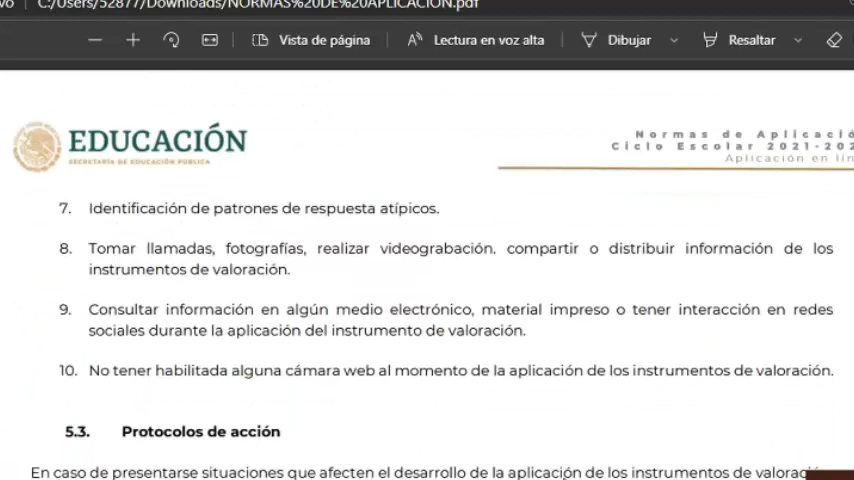 C:/Users/52877/Downloads/NORMAS%20DE%20APLICACION.pdf
Vista de página
Lectura en voz alta
Dibujar
Resaltar
EDUCACIÓN
SECRETARÍA DE EDUCACIÓN PÚBLICA
Normas de Aplicació
Ciclo Escolar 2021-202
Aplicación en lín
7. Identificación de patrones de respuesta atípicos.
8. Tomar llamadas, fotografías, realizar videograbación. compartir o distribuir información de los
instrumentos de valoración.
9. Consultar información en algún medio electrónico, material impreso o tener interacción en redes
sociales durante la aplicación del instrumento de valoración.
10. No tener habilitada alguna cámara web al momento de la aplicación de los instrumentos de valoración.
5.3. Protocolos de acción
En caso de presentarse situaciones que afecten el desarrollo de la aplicación de los instrumentos de valorac